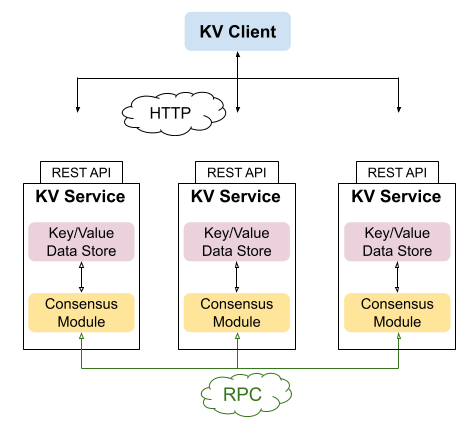 KV Client
HTTP
REST API
REST API
REST API
KV Service
KV Service
KV Service
Key/Value
Data Store
Key/Value
Data Store
Key/Value
Data Store
Consensus
Module
Consensus
Module
Consensus
Module
RPC